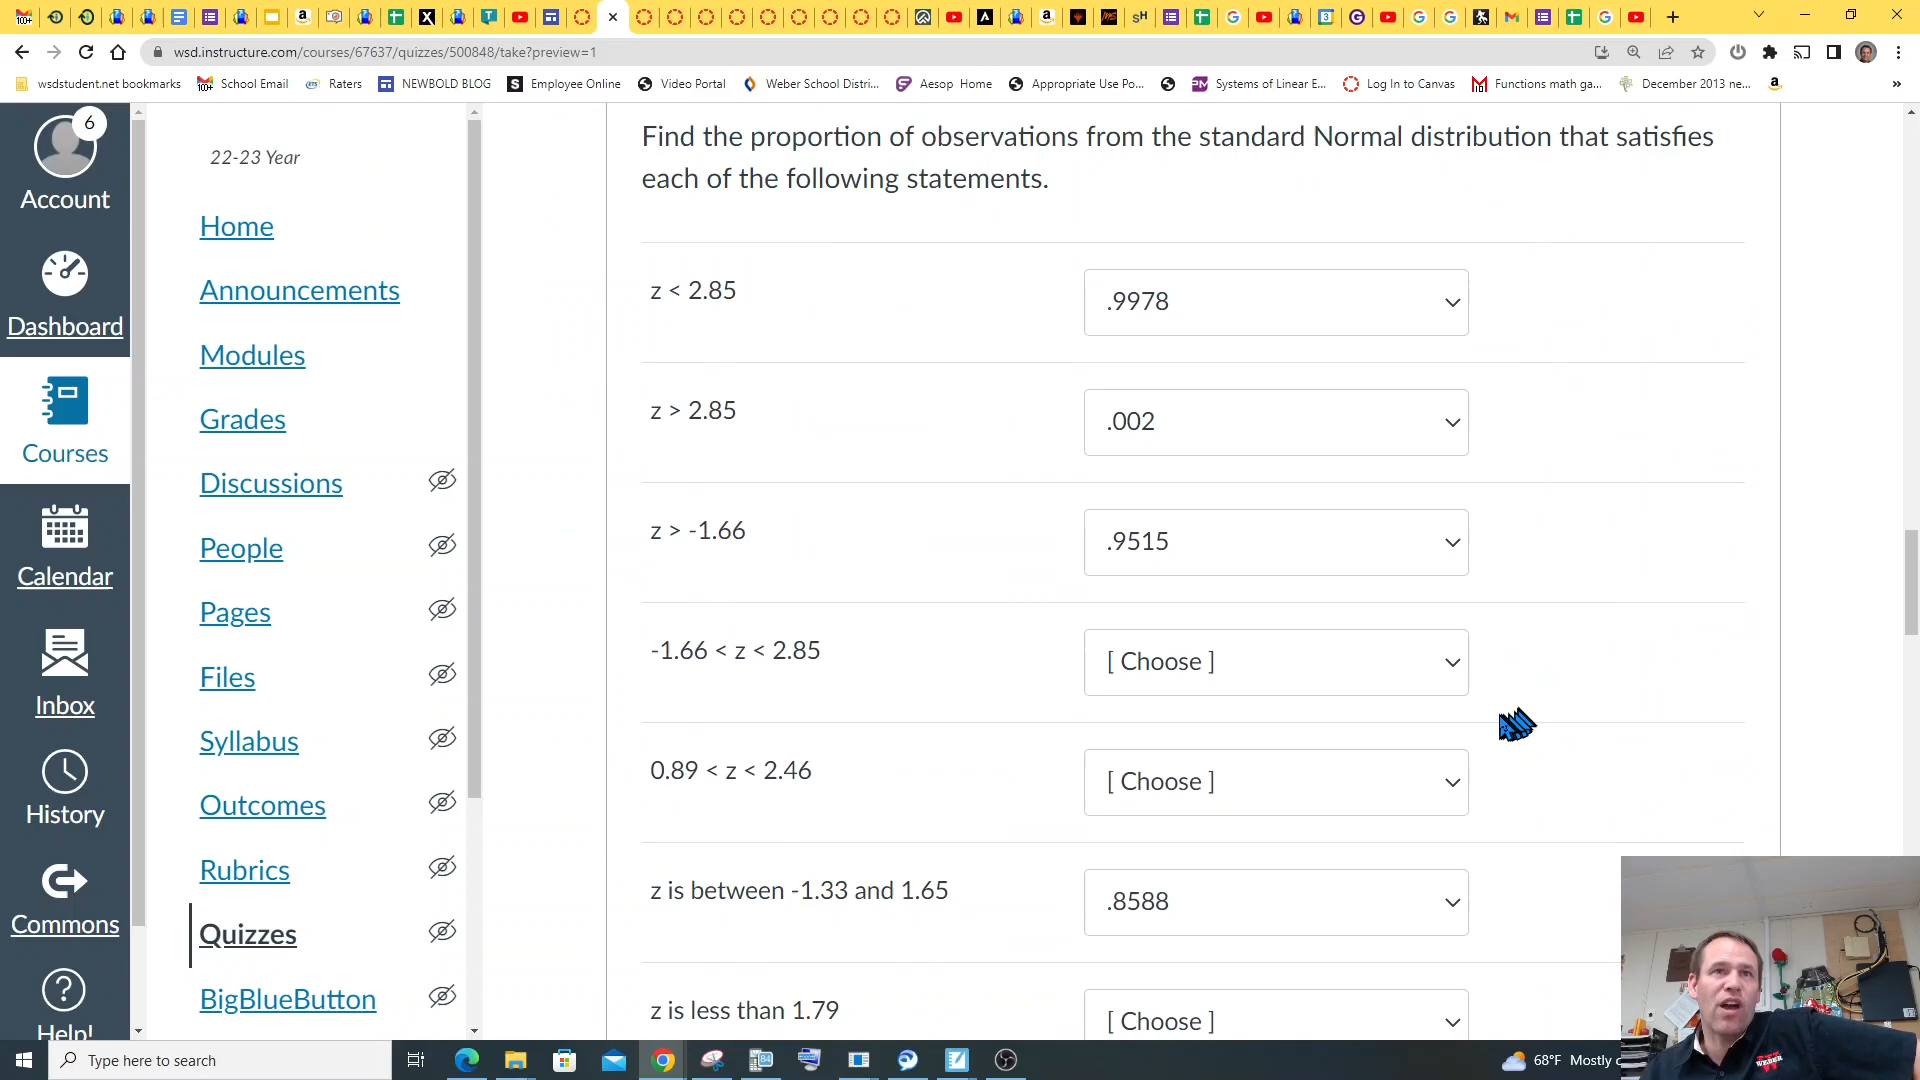 wsd.instructure.com/courses/67637/quizzes/500848/take?preview=1
wsdstudent.net bookmarks
School Email
Raters
NEWBOLD BLOG
Employee Online
Video Portal
Weber School Distri...
Aesop Home
Appropriate Use Po...
Systems of Linear E...
Log In to Canvas
Functions math ga...
December 2013 ne...
6
Account
Dashboard
Courses
Calendar
Inbox
History
Commons
Help!
22-23 Year
Home
Announcements
Modules
Grades
Discussions
People
Pages
Files
Syllabus
Outcomes
Rubrics
Quizzes
BigBlueButton
Find the proportion of observations from the standard Normal distribution that satisfies
each of the following statements.
z < 2.85
.9978
z > 2.85
.002
z > -1.66
.9515
-1.66 < z < 2.85
[ Choose ]
0.89 < z < 2.46
[ Choose ]
z is between -1.33 and 1.65
.8588
z is less than 1.79
[ Choose ]
WEBER
Type here to search
68°F Mostly c